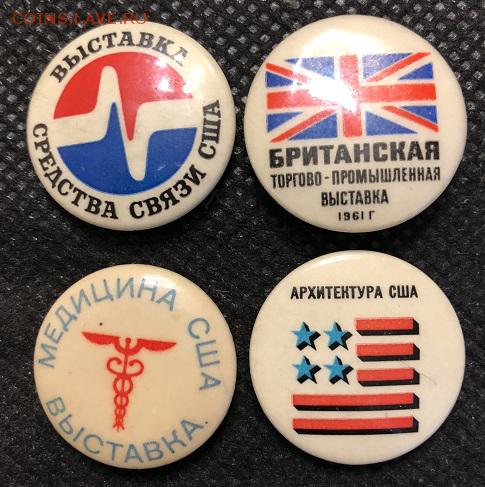 COINS.LAVE.RU
ВЫСТАВКА
СРЕДСТВА СВЯЗИ США
БРИТАНСКАЯ
ТОРГОВО-ПРОМЫШЛЕННАЯ
ВЫСТАВКА
1961 Г
МЕДИЦИНА США
ВЫСТАВКА.
АРХИТЕКТУРА США